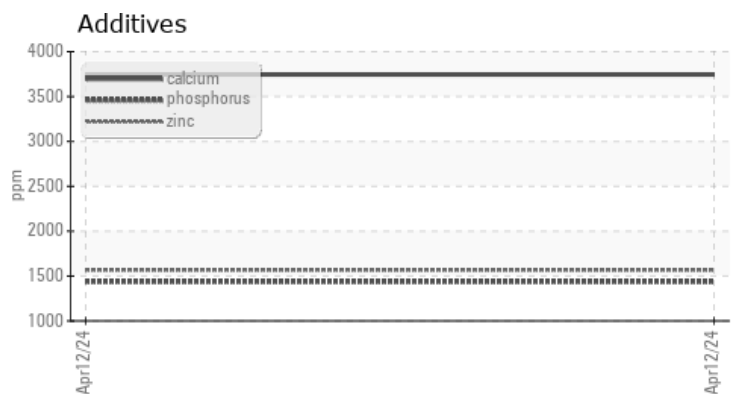 Additives
4000
3500
3000
2500
2000
1500
1000
ppm
calcium
phosphorus
zinc
Apr12/24
Apr12/24